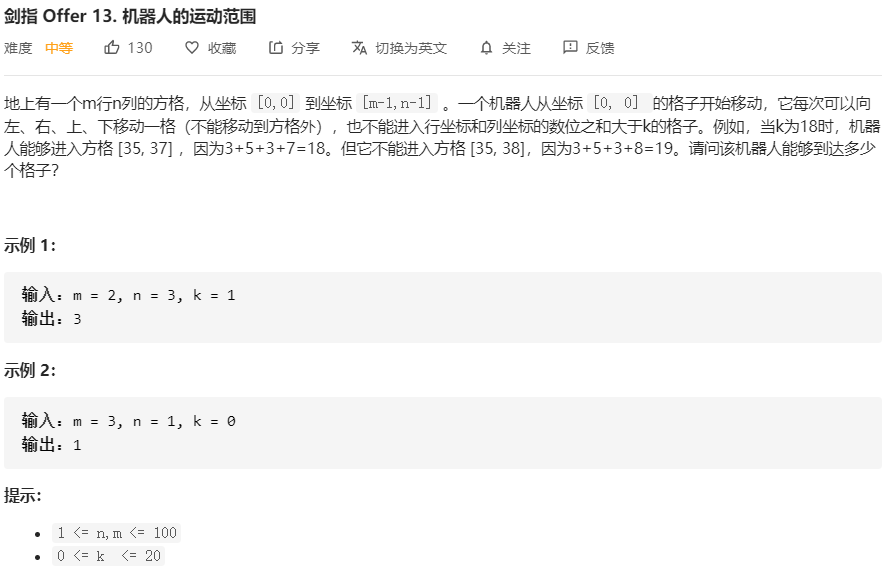 剑指 Offer 13. 机器人的运动范围
难度 中等 130 收藏 分享 切换为英文 关注 反馈
地上有一个m行n列的方格，从坐标 [0,0] 到坐标 [m-1,n-1] 。一个机器人从坐标 [0, 0] 的格子开始移动，它每次可以向
左、右、上、下移动一格（不能移动到方格外），也不能进入行坐标和列坐标的数位之和大于k的格子。例如，当k为18时，机器
人能够进入方格 [35, 37] ，因为3+5+3+7=18。但它不能进入方格 [35, 38]，因为3+5+3+8=19。请问该机器人能够到达多少
个格子？
示例 1：
输入：m = 2, n = 3, k = 1
输出：3
示例 2：
输入：m = 3, n = 1, k = 0
输出：1
提示：
1 <= n,m <= 100
0 <= k <= 20